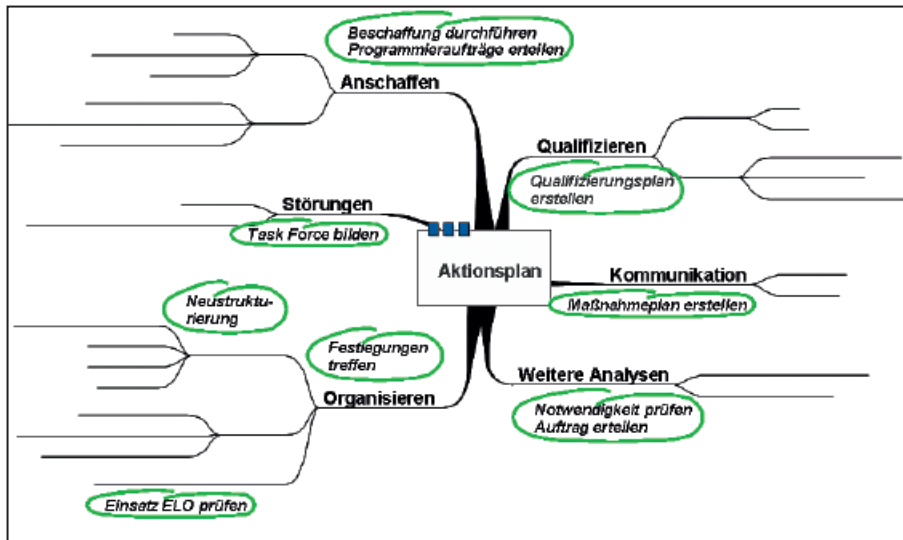 Beschaffung durchführen
Programmieraufträge erteilen
Anschaffen
Qualifizieren
Qualifizierungsplan
erstellen
Störungen
Task Force bilden
Aktionsplan
Kommunikation
Maßnahmeplan erstellen
Neustruktu-
rierung
Festlegungen
treffen
Organisieren
Weitere Analysen
Notwendigkeit prüfen
Auftrag erteilen
Einsatz ELO prüfen